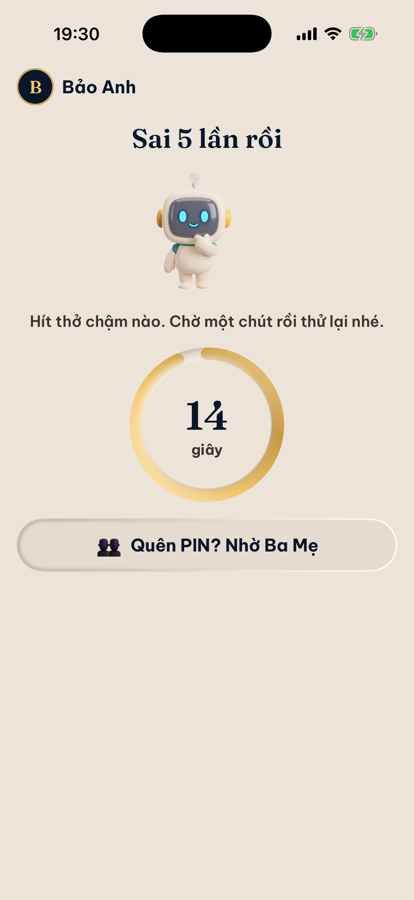 19:30
B Bảo Anh
Sai 5 lần rồi
Hít thở chậm nào. Chờ một chút rồi thử lại nhé.
14
giây
Quên PIN? Nhờ Ba Mẹ